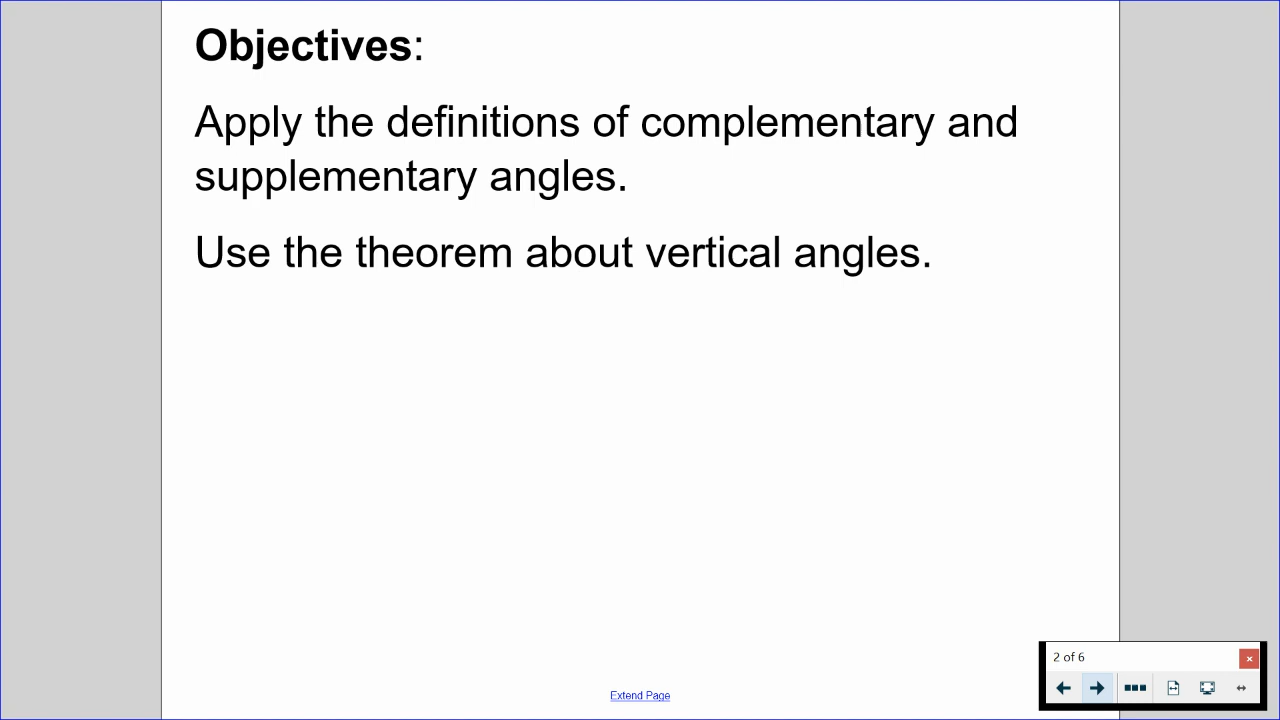 Objectives:
Apply the definitions of complementary and
supplementary angles.
Use the theorem about vertical angles.
2 of 6
Extend Page